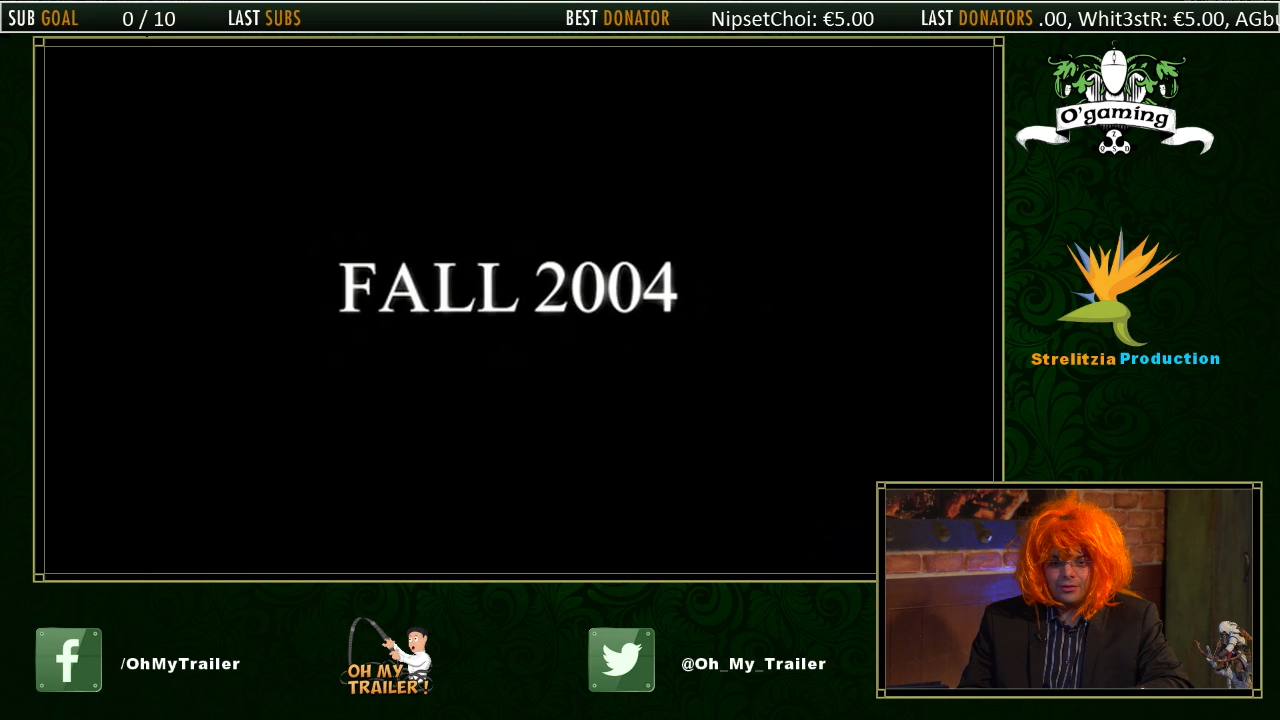 SUB GOAL 0 / 10 LAST SUBS BEST DONATOR NipsetChoi: €5.00 LAST DONATORS .00, Whit3stR: €5.00, AGbu
O'gaming
FALL 2004
Strelitzia Production
/OhMyTrailer
OH MY
TRAILER !
@Oh_My_Trailer